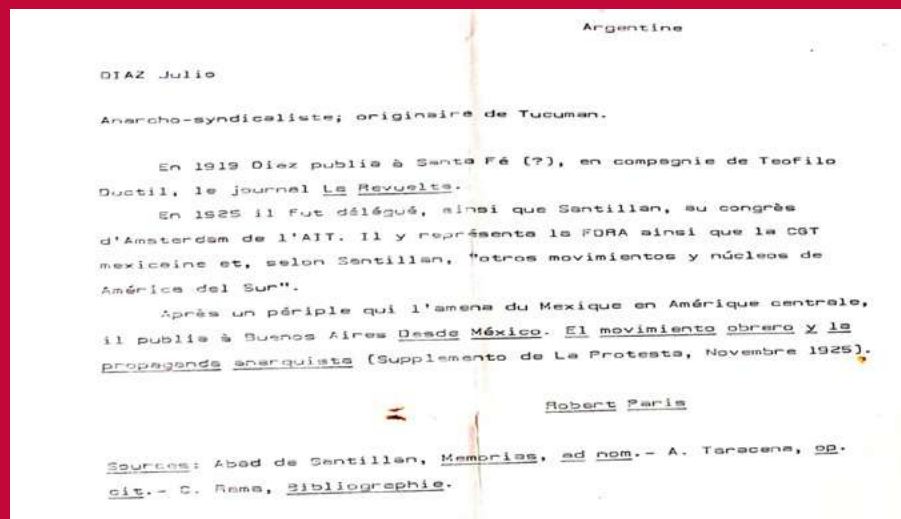 Argentine
DIAZ Julio
Anarcho-syndicaliste; originaire de Tucuman.
En 1919 Diaz publia à Santa Fé (?), en compagnie de Teofilo
Ductil, le journal La Revuelta.
En 1925 il fut délégué, ainsi que Santillan, au congrès
d'Amsterdam de l'AIT. Il y représenta la FORA ainsi que la CGT
mexicaine et, selon Santillan, "otros movimientos y núcleos de
América del Sur".
Après un périple qui l'amena du Mexique en Amérique centrale,
il publia à Buenos Aires Desde México. El movimiento obrero y la
propaganda anarquista (Supplemento de La Protesta, Novembre 1925).
Robert Paris
Sources: Abad de Santillan, Memorias, ad nom.- A. Taracena, op.
cit.- C. Rama, Bibliographie.